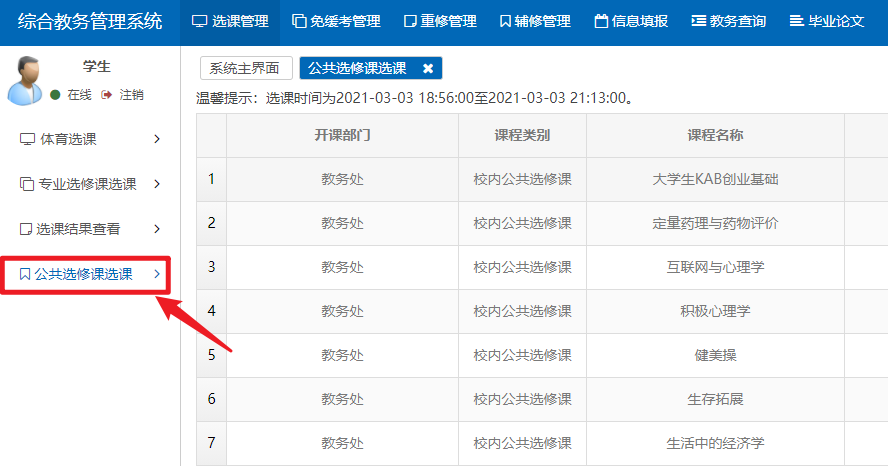 综合教务管理系统 选课管理 免缓考管理 重修管理 辅修管理 信息填报 教务查询 毕业论文
学生
在线 注销
体育选课
专业选修课选课
选课结果查看
公共选修课选课
系统主界面 公共选修课选课
温馨提示：选课时间为2021-03-03 18:56:00至2021-03-03 21:13:00。
开课部门 课程类别 课程名称
1 教务处 校内公共选修课 大学生KAB创业基础
2 教务处 校内公共选修课 定量药理与药物评价
3 教务处 校内公共选修课 互联网与心理学
4 教务处 校内公共选修课 积极心理学
5 教务处 校内公共选修课 健美操
6 教务处 校内公共选修课 生存拓展
7 教务处 校内公共选修课 生活中的经济学